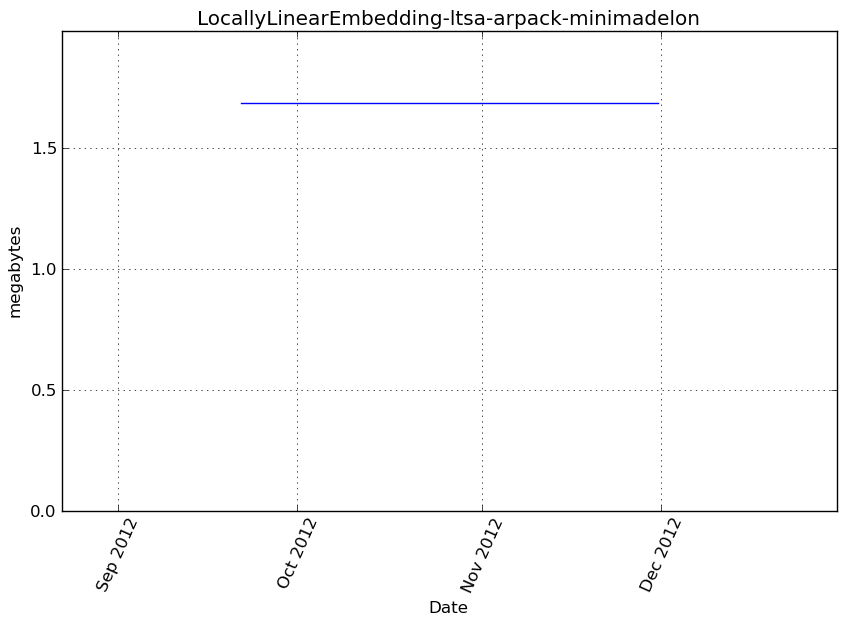 LocallyLinearEmbedding-ltsa-arpack-minimadelon
megabytes
1.5
1.0
0.5
0.0
Sep 2012
Oct 2012
Nov 2012
Dec 2012
Date